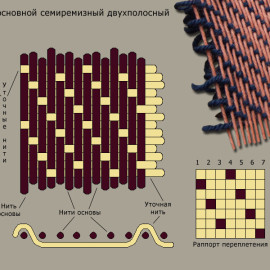 основной семиремизный двухполосный
Уточные нити
1 2 3 4 5 6 7
Нить
основы
Нити основы
Уточная
нить
Раппорт переплетения